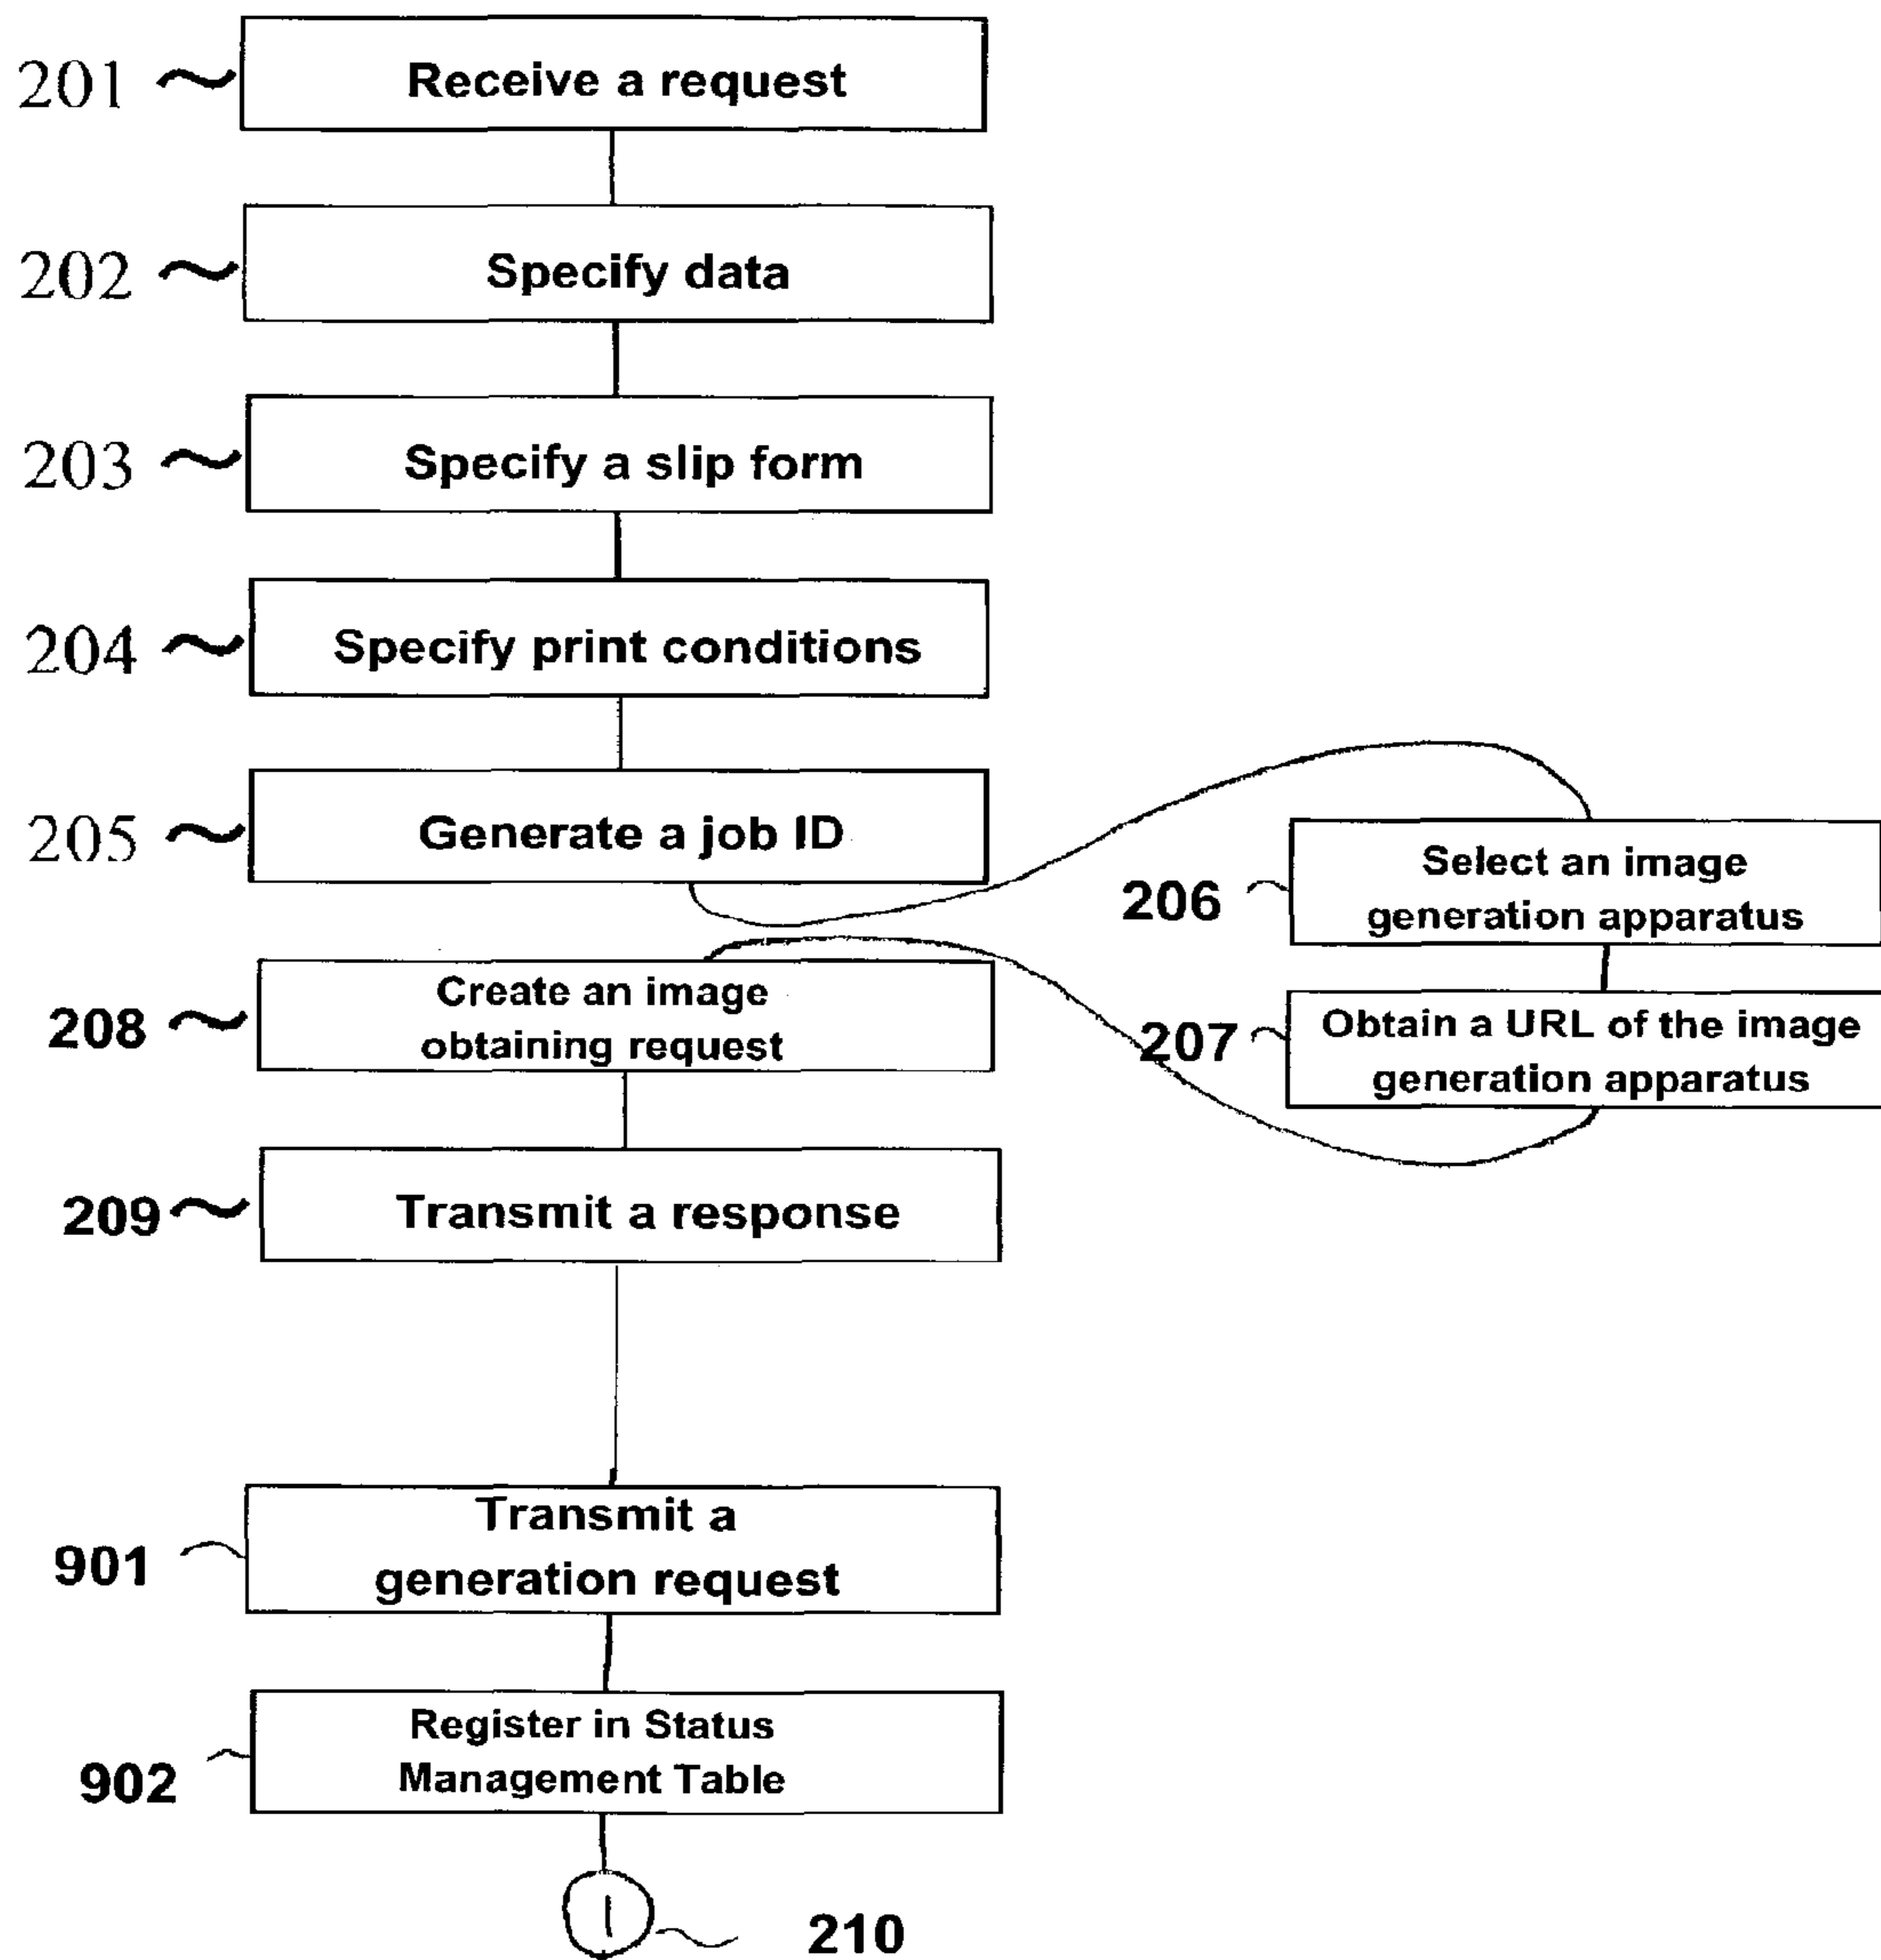 201 Receive a request
202 Specify data
203 Specify a slip form
204 Specify print conditions
205 Generate a job ID
206 Select an image
generation apparatus
207 Obtain a URL of the image
generation apparatus
208 Create an image
obtaining request
209 Transmit a response
901 Transmit a
generation request
902 Register in Status
Management Table
1 210